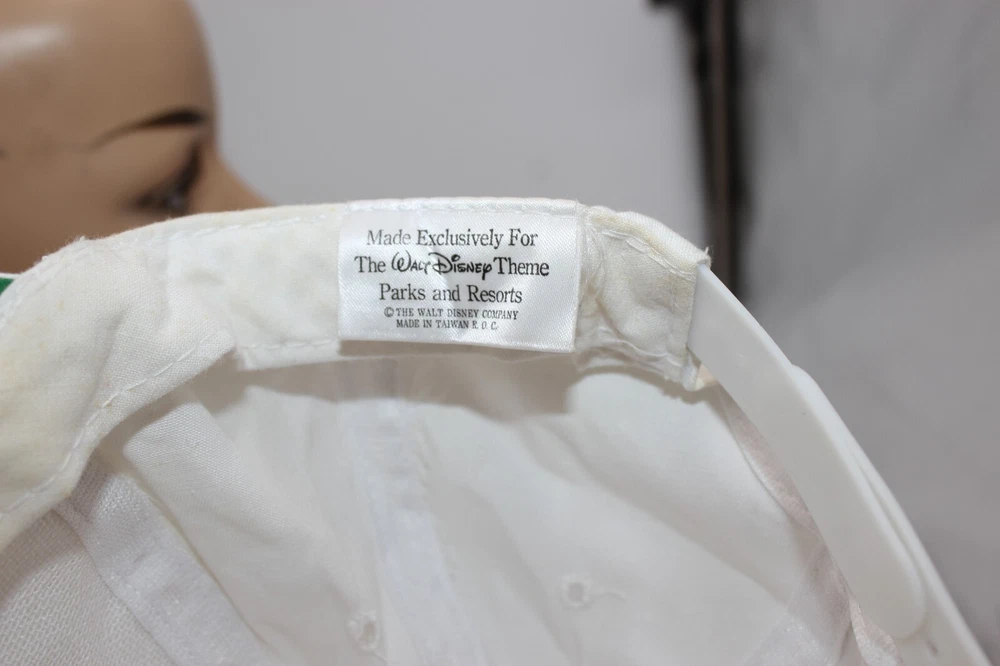 Made Exclusively For
The Walt Disney Theme
Parks and Resorts
© THE WALT DISNEY COMPANY
MADE IN TAIWAN R. O. C.